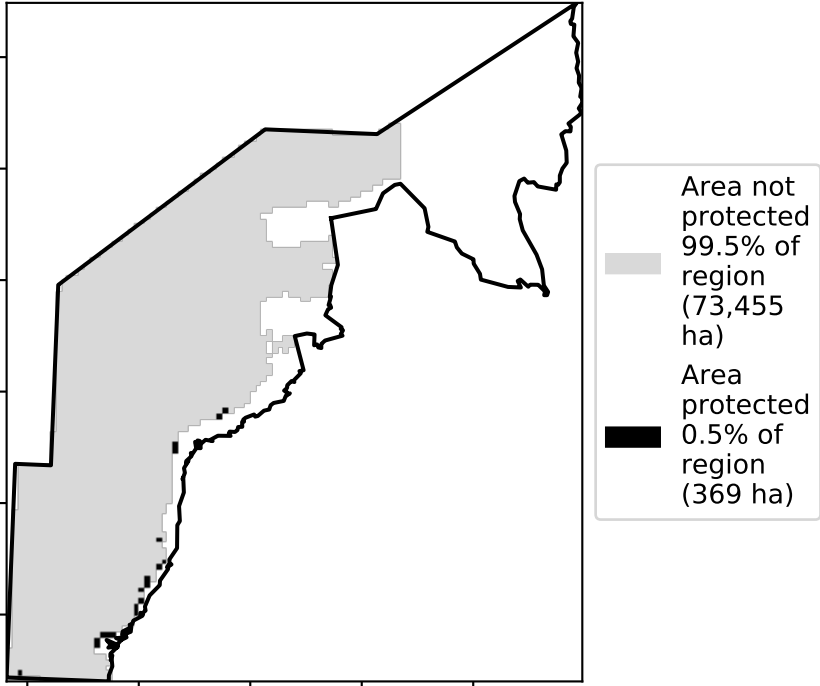 Area not
protected
99.5% of
region
(73,455
ha)
Area
protected
0.5% of
region
(369 ha)